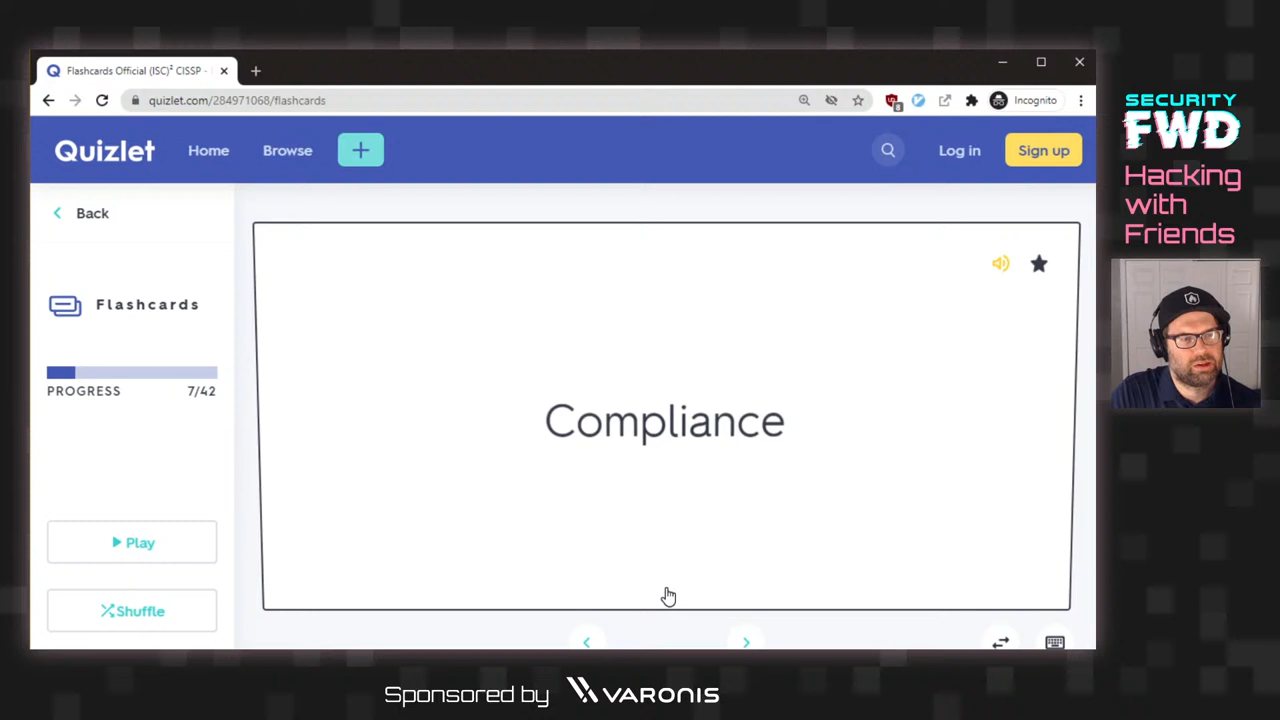 Flashcards Official (ISC)² CISSP -
quizlet.com/284971068/flashcards
8
Incognito
Quizlet
Home
Browse
Log in
Sign up
Back
Flashcards
PROGRESS
7/42
Play
Shuffle
Compliance
SECURITY
FWD
Hacking
with
Friends
Sponsored by
VARONIS